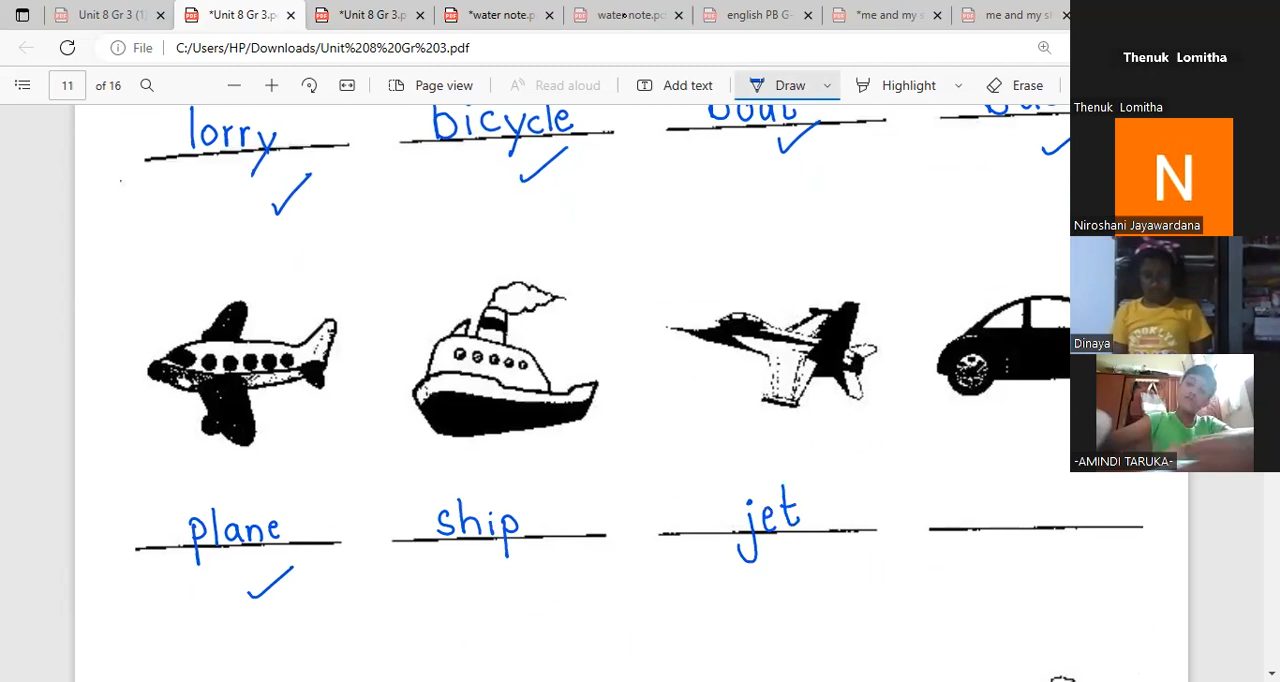 Unit 8 Gr 3 (1)
*Unit 8 Gr 3.p
*Unit 8 Gr 3.p
*water note.p
water note.pc
english PB G-
*me and my s
me and my s
File
C:/Users/HP/Downloads/Unit%208%20Gr%203.pdf
11
of 16
Page view
Read aloud
Add text
Draw
Highlight
Erase
Thenuk Lomitha
Thenuk Lomitha
N
Niroshani Jayawardana
Dinaya
-AMINDI TARUKA-
lorry
bicycle
boat
plane
ship
jet